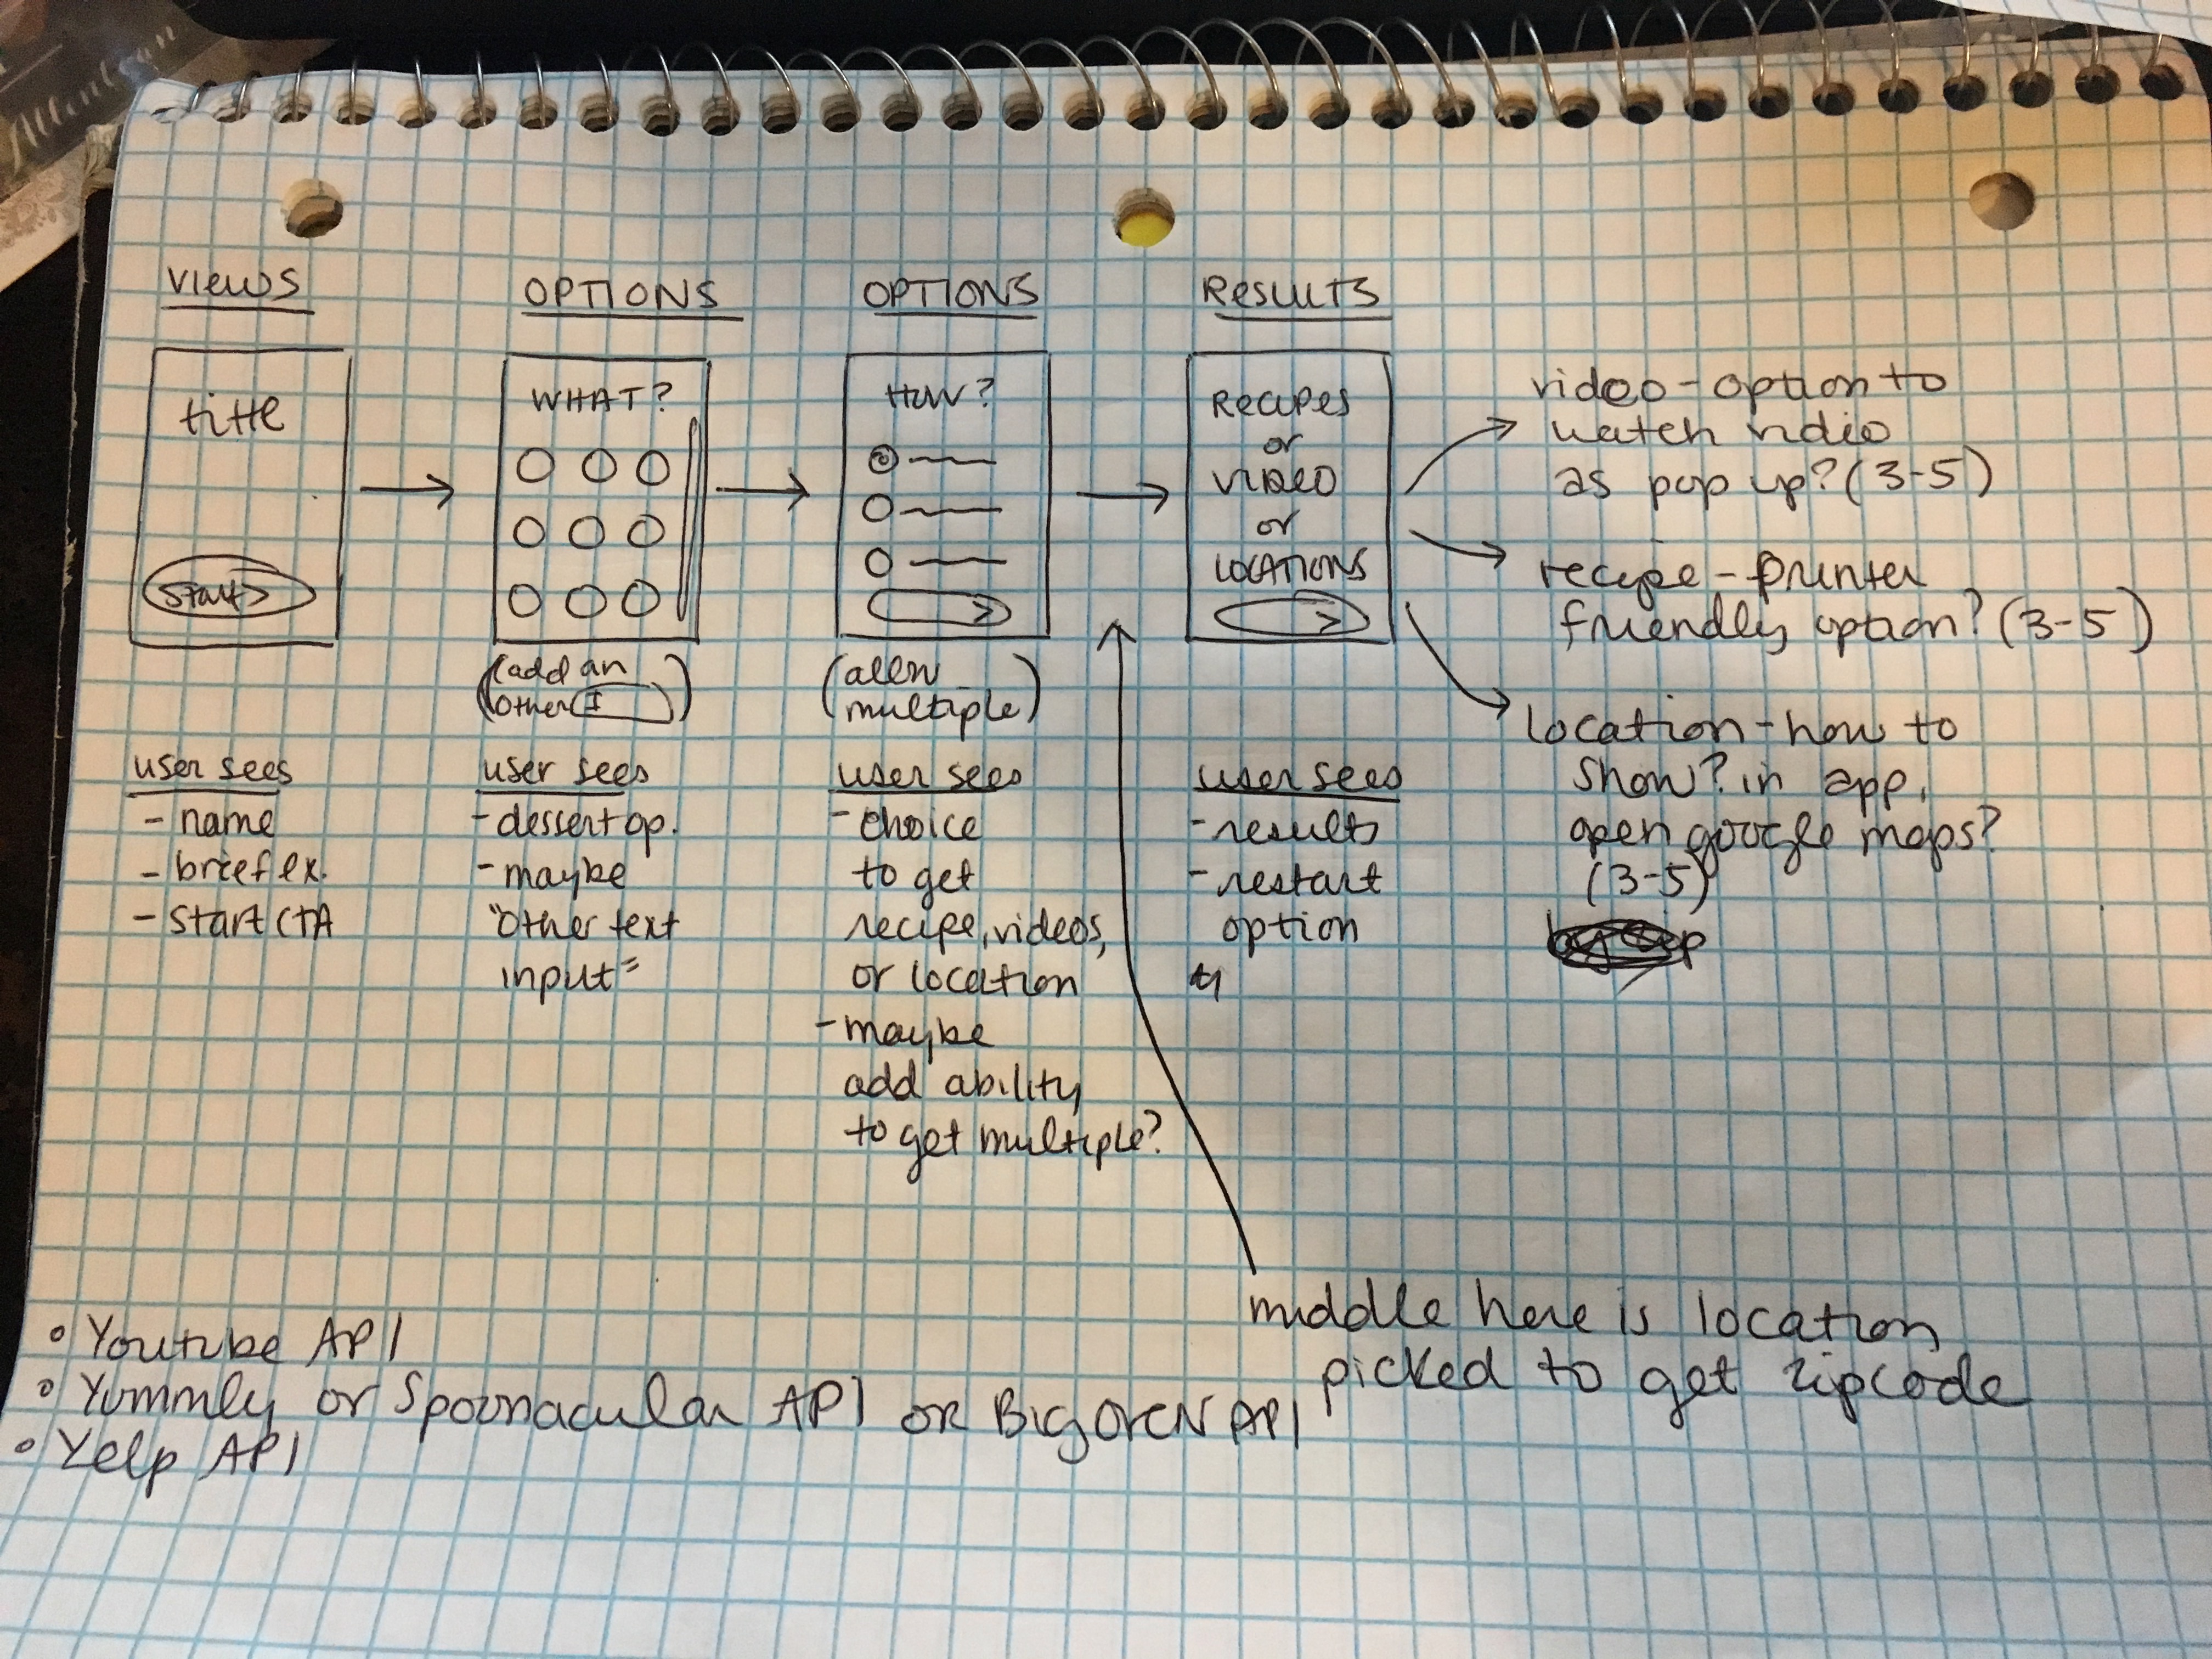 VIEWS
title
Start>
user sees
- name
- brief ex.
- start CTA
OPTIONS
WHAT?
(add an
other I)
user sees
- dessert op.
- maybe
"other text
input"
OPTIONS
HOW?
>
(allow
multiple)
user sees
- choice
to get
recipe, videos,
or location
- maybe
add ability
to get multiple?
RESULTS
RECIPES
or
VIDEO
or
LOCATIONS
>
user sees
- results
- restart
option
video - option to
watch vidio
as pop up? (3-5)
recipe - printer
friendly option? (3-5)
location - how to
show? in app,
open google maps?
(3-5)
middle here is location
picked to get zipcode
• Youtube API
• Yummly or Spoonacular API OR BIGOVEN API
• Yelp API